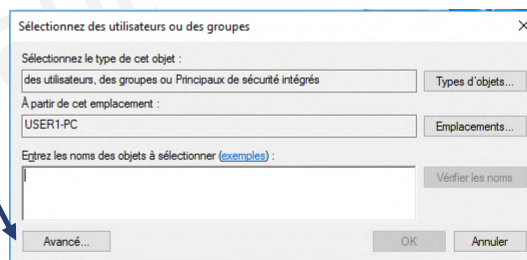 Sélectionnez des utilisateurs ou des groupes
Sélectionnez le type de cet objet :
des utilisateurs, des groupes ou Principaux de sécurité intégrés
Types d'objets...
À partir de cet emplacement :
USER1-PC
Emplacements...
Entrez les noms des objets à sélectionner (exemples) :
Vérifier les noms
Avancé...
OK
Annuler